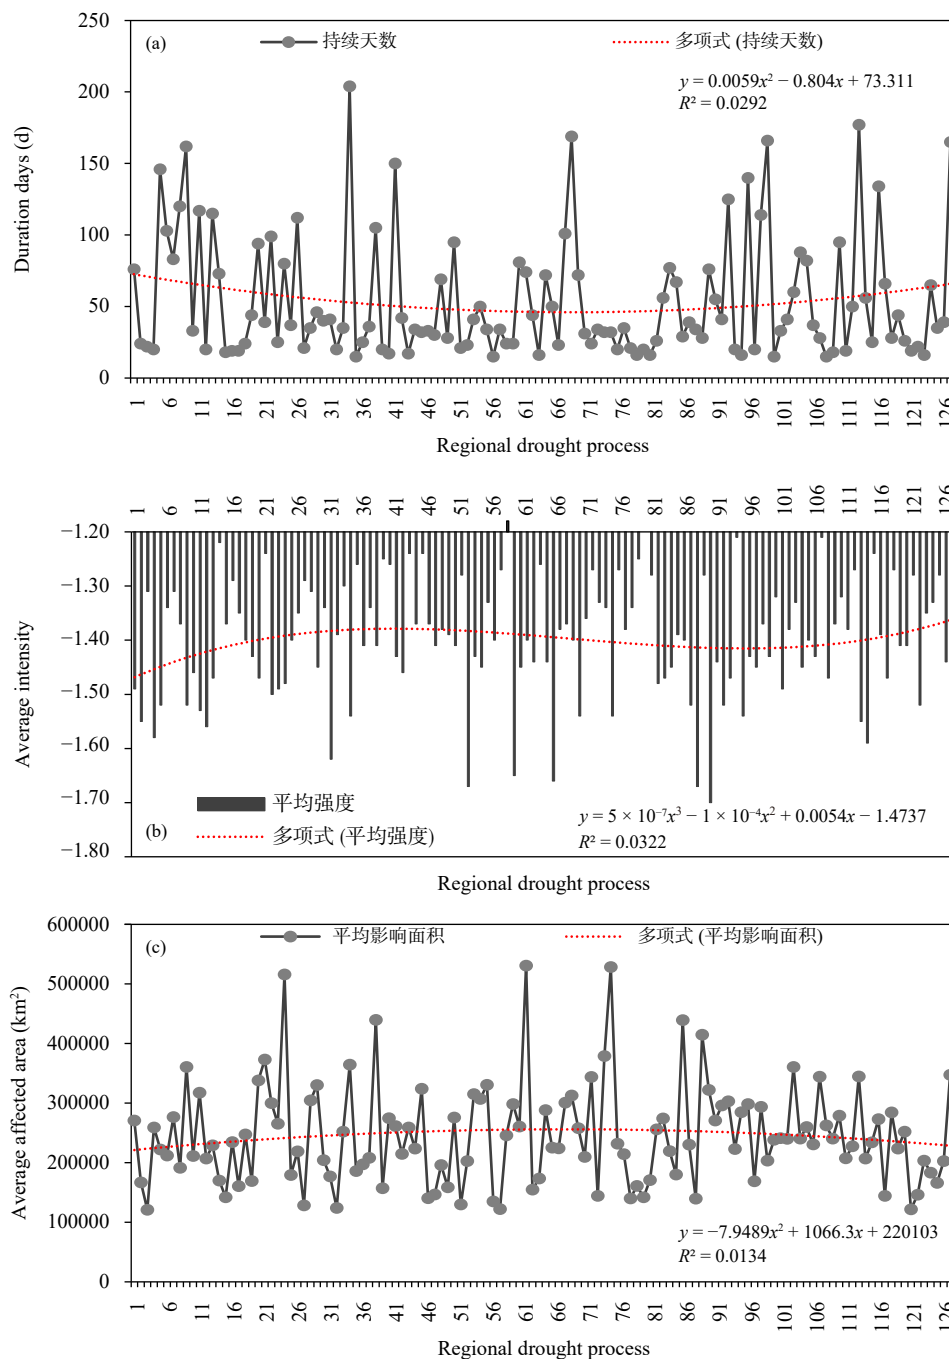 (a)
持续天数
多项式 (持续天数)
y = 0.0059x² − 0.804x + 73.311
R² = 0.0292
Duration days (d)
250
200
150
100
50
0
1 6 11 16 21 26 31 36 41 46 51 56 61 66 71 76 81 86 91 96 101 106 111 116 121 126
Regional drought process
1 6 11 16 21 26 31 36 41 46 51 56 61 66 71 76 81 86 91 96 101 106 111 116 121 126
Average intensity
−1.20
−1.30
−1.40
−1.50
−1.60
−1.70
−1.80
平均强度
(b)
多项式 (平均强度)
y = 5 × 10⁻⁷x³ − 1 × 10⁻⁴x² + 0.0054x − 1.4737
R² = 0.0322
Regional drought process
(c)
平均影响面积
多项式 (平均影响面积)
Average affected area (km²)
600000
500000
400000
300000
200000
100000
0
y = −7.9489x² + 1066.3x + 220103
R² = 0.0134
1 6 11 16 21 26 31 36 41 46 51 56 61 66 71 76 81 86 91 96 101 106 111 116 121 126
Regional drought process